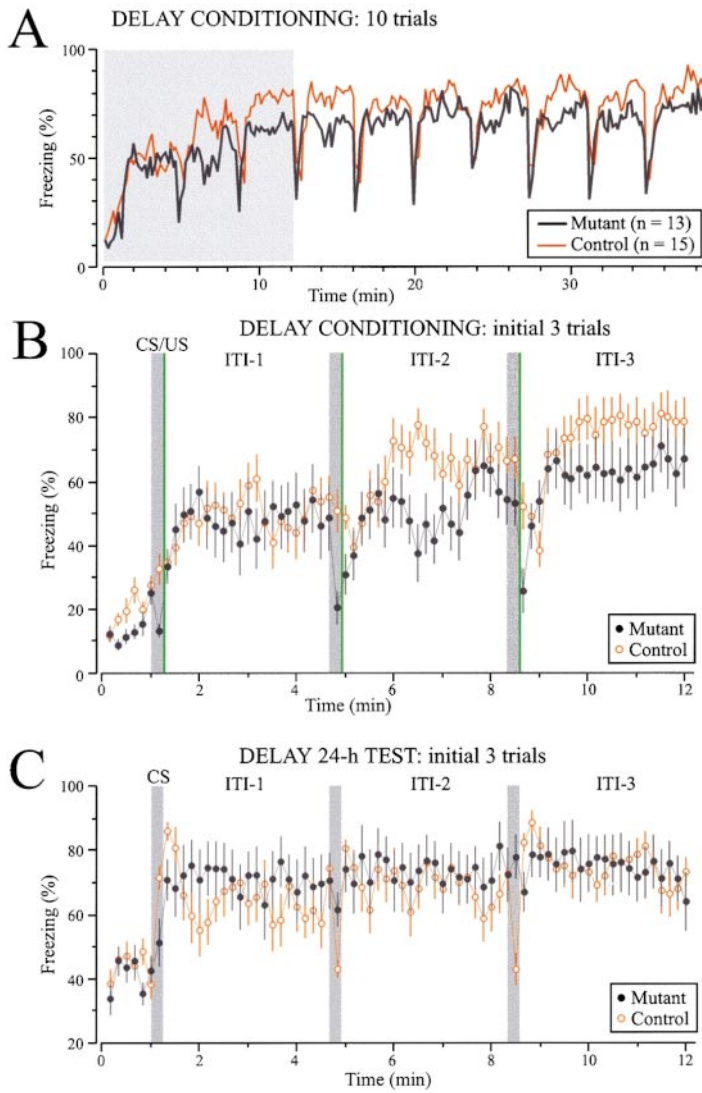 A
DELAY CONDITIONING: 10 trials
100
50
0
Freezing (%)
Mutant (n = 13)
Control (n = 15)
0 10 20 30
Time (min)
B
DELAY CONDITIONING: initial 3 trials
CS/US
ITI-1 ITI-2 ITI-3
100
80
60
40
20
0
Freezing (%)
Mutant
Control
0 2 4 6 8 10 12
Time (min)
C
DELAY 24-h TEST: initial 3 trials
CS
ITI-1 ITI-2 ITI-3
100
80
60
40
20
Freezing (%)
Mutant
Control
0 2 4 6 8 10 12
Time (min)